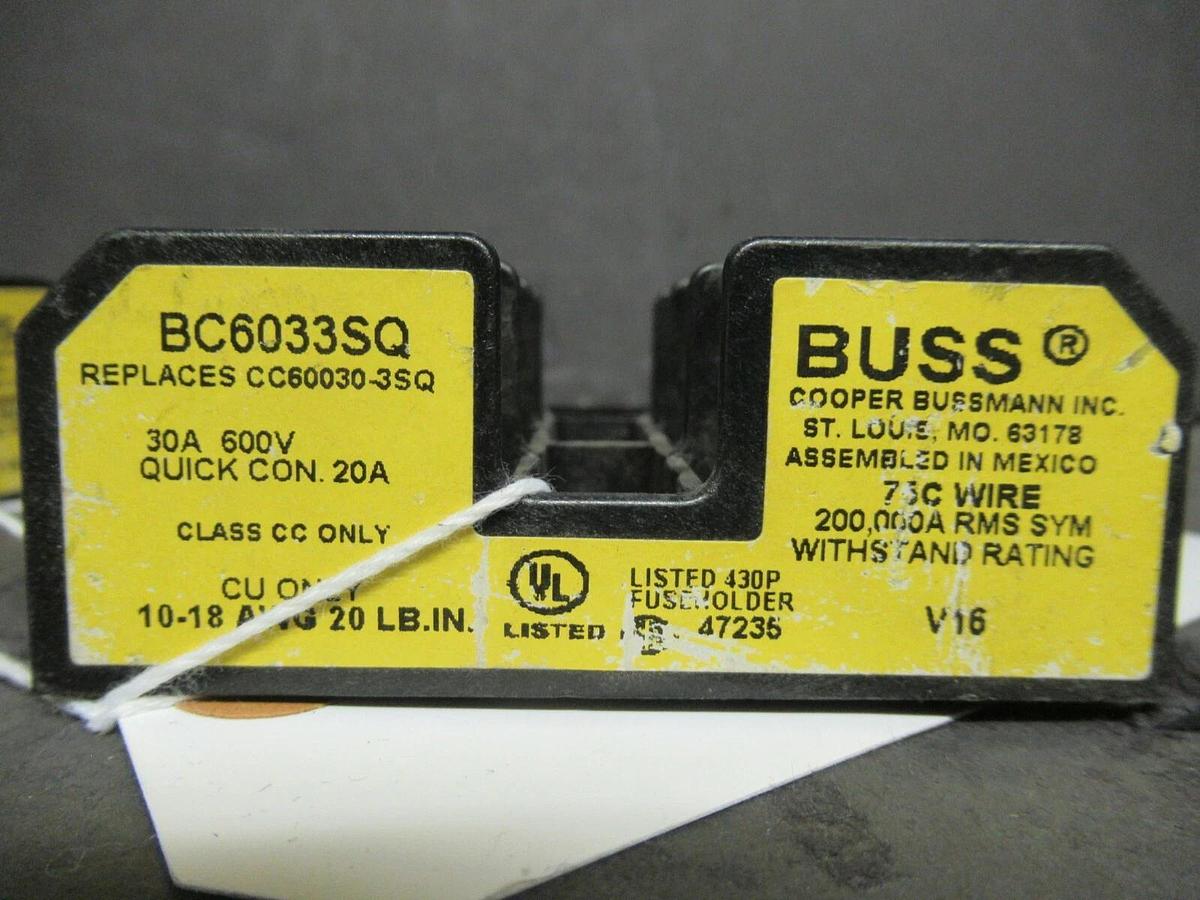 BC6033SQ
REPLACES CC60030-3SQ
30A 600V
QUICK CON. 20A
CLASS CC ONLY
CU ONLY
10-18 AWG 20 LB.IN.
UL
LISTED
LISTED 430P
FUSEHOLDER
47235
BUSS ®
COOPER BUSSMANN INC.
ST. LOUIS, MO. 63178
ASSEMBLED IN MEXICO
75C WIRE
200,000A RMS SYM
WITHSTAND RATING
V16